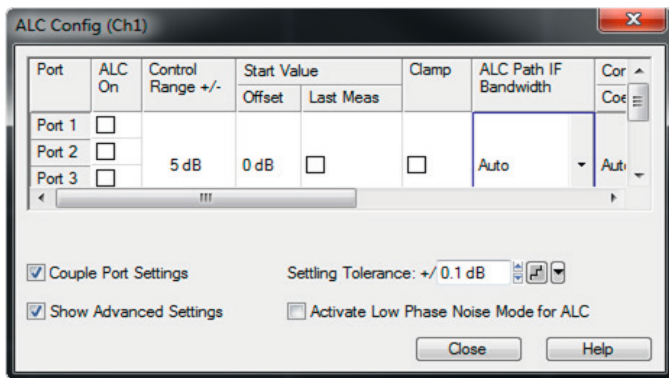 ALC Config (Ch1)
Port ALC On Control Range +/- Start Value Clamp ALC Path IF Bandwidth
Offset Last Meas
Port 1
Port 2
Port 3
5 dB 0 dB Auto
Couple Port Settings Settling Tolerance: +/ 0.1 dB
Show Advanced Settings Activate Low Phase Noise Mode for ALC
Close Help